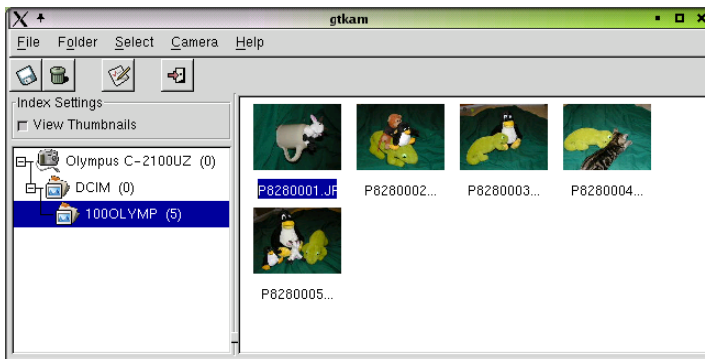 gtkam
File Folder Select Camera Help
Index Settings
View Thumbnails
Olympus C-2100UZ (0)
DCIM (0)
100OLYMP (5)
P8280001.JF P8280002... P8280003... P8280004...
P8280005...